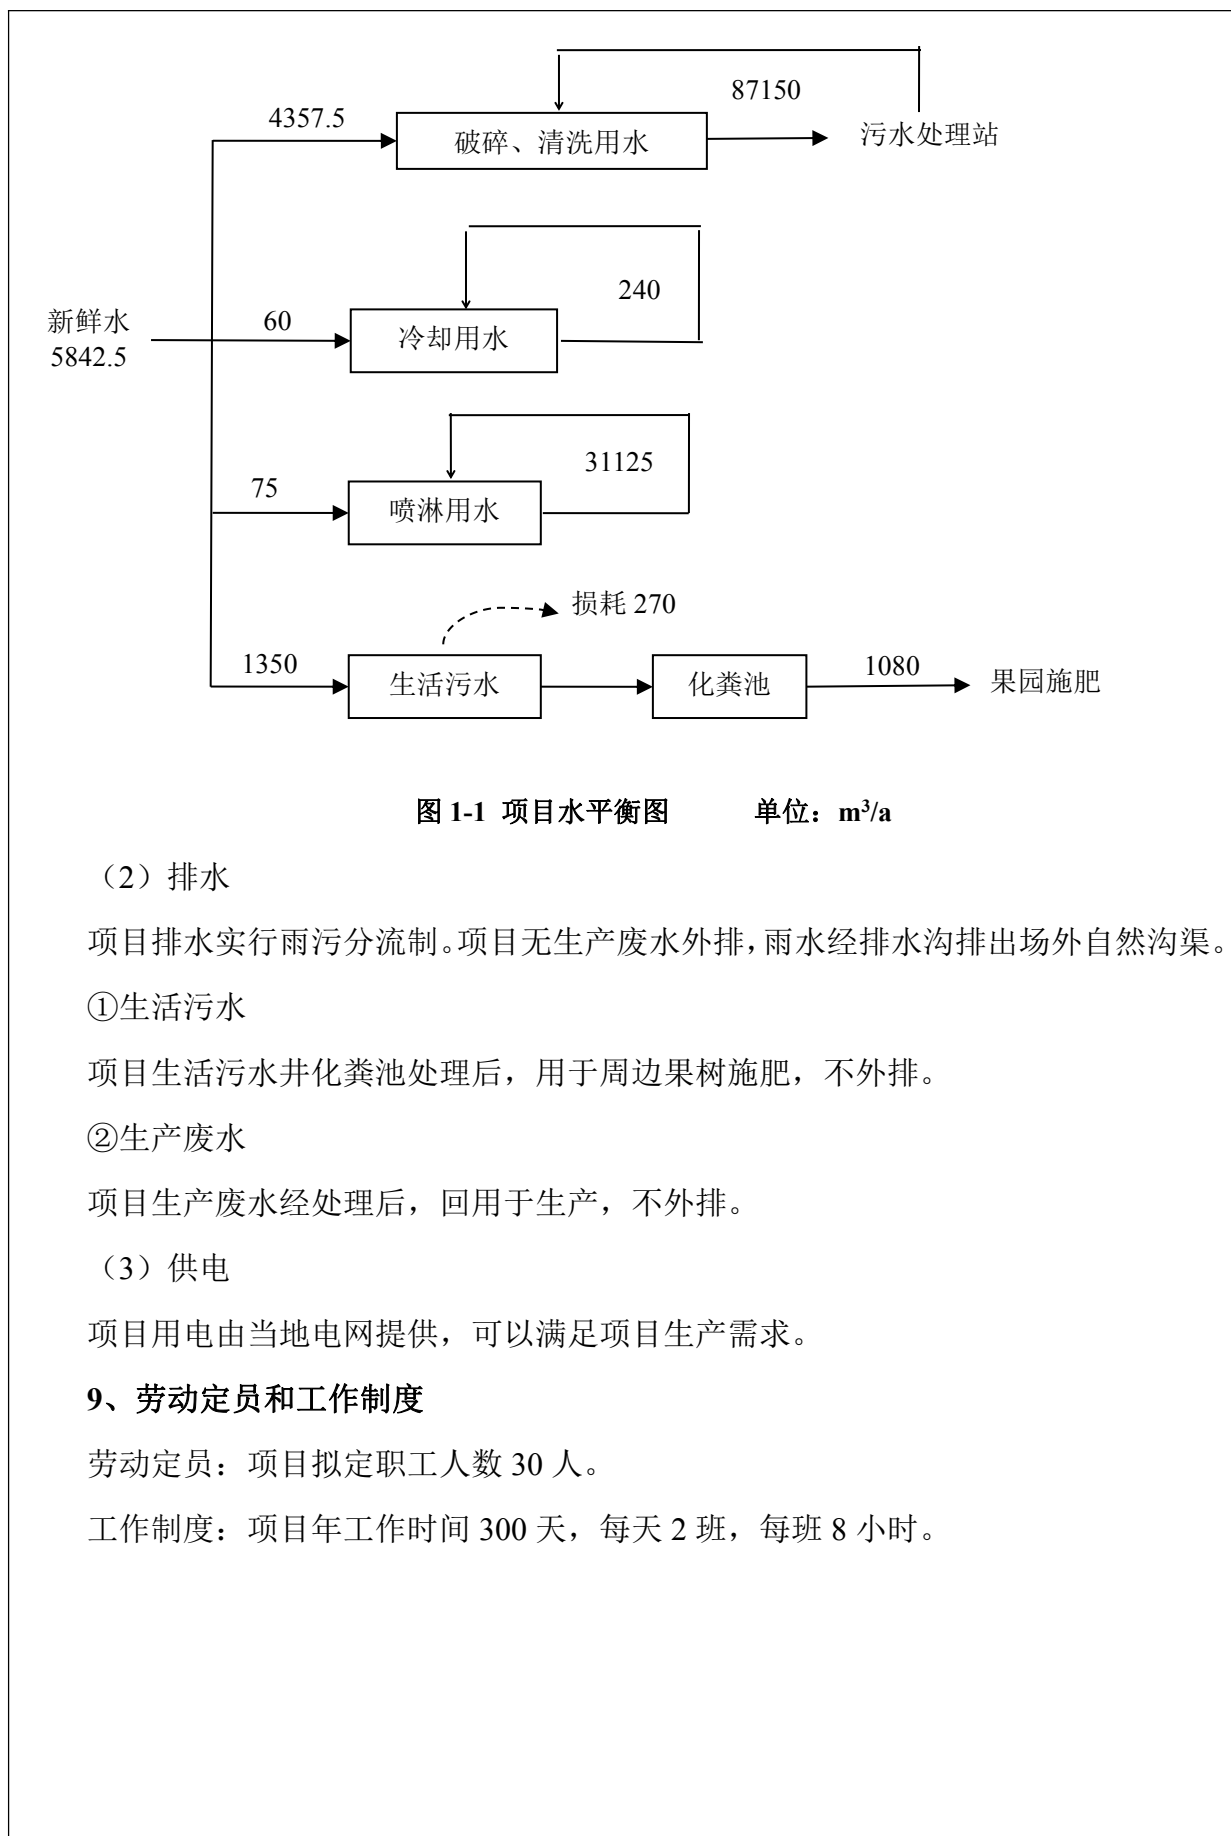 87150
4357.5
破碎、清洗用水
污水处理站
240
新鲜水
5842.5
60
冷却用水
31125
75
喷淋用水
损耗 270
1350
生活污水
化粪池
1080
果园施肥
图 1-1 项目水平衡图 单位：m³/a
（2）排水
项目排水实行雨污分流制。项目无生产废水外排，雨水经排水沟排出场外自然沟渠。
①生活污水
项目生活污水井化粪池处理后，用于周边果树施肥，不外排。
②生产废水
项目生产废水经处理后，回用于生产，不外排。
（3）供电
项目用电由当地电网提供，可以满足项目生产需求。
9、劳动定员和工作制度
劳动定员：项目拟定职工人数 30 人。
工作制度：项目年工作时间 300 天，每天 2 班，每班 8 小时。